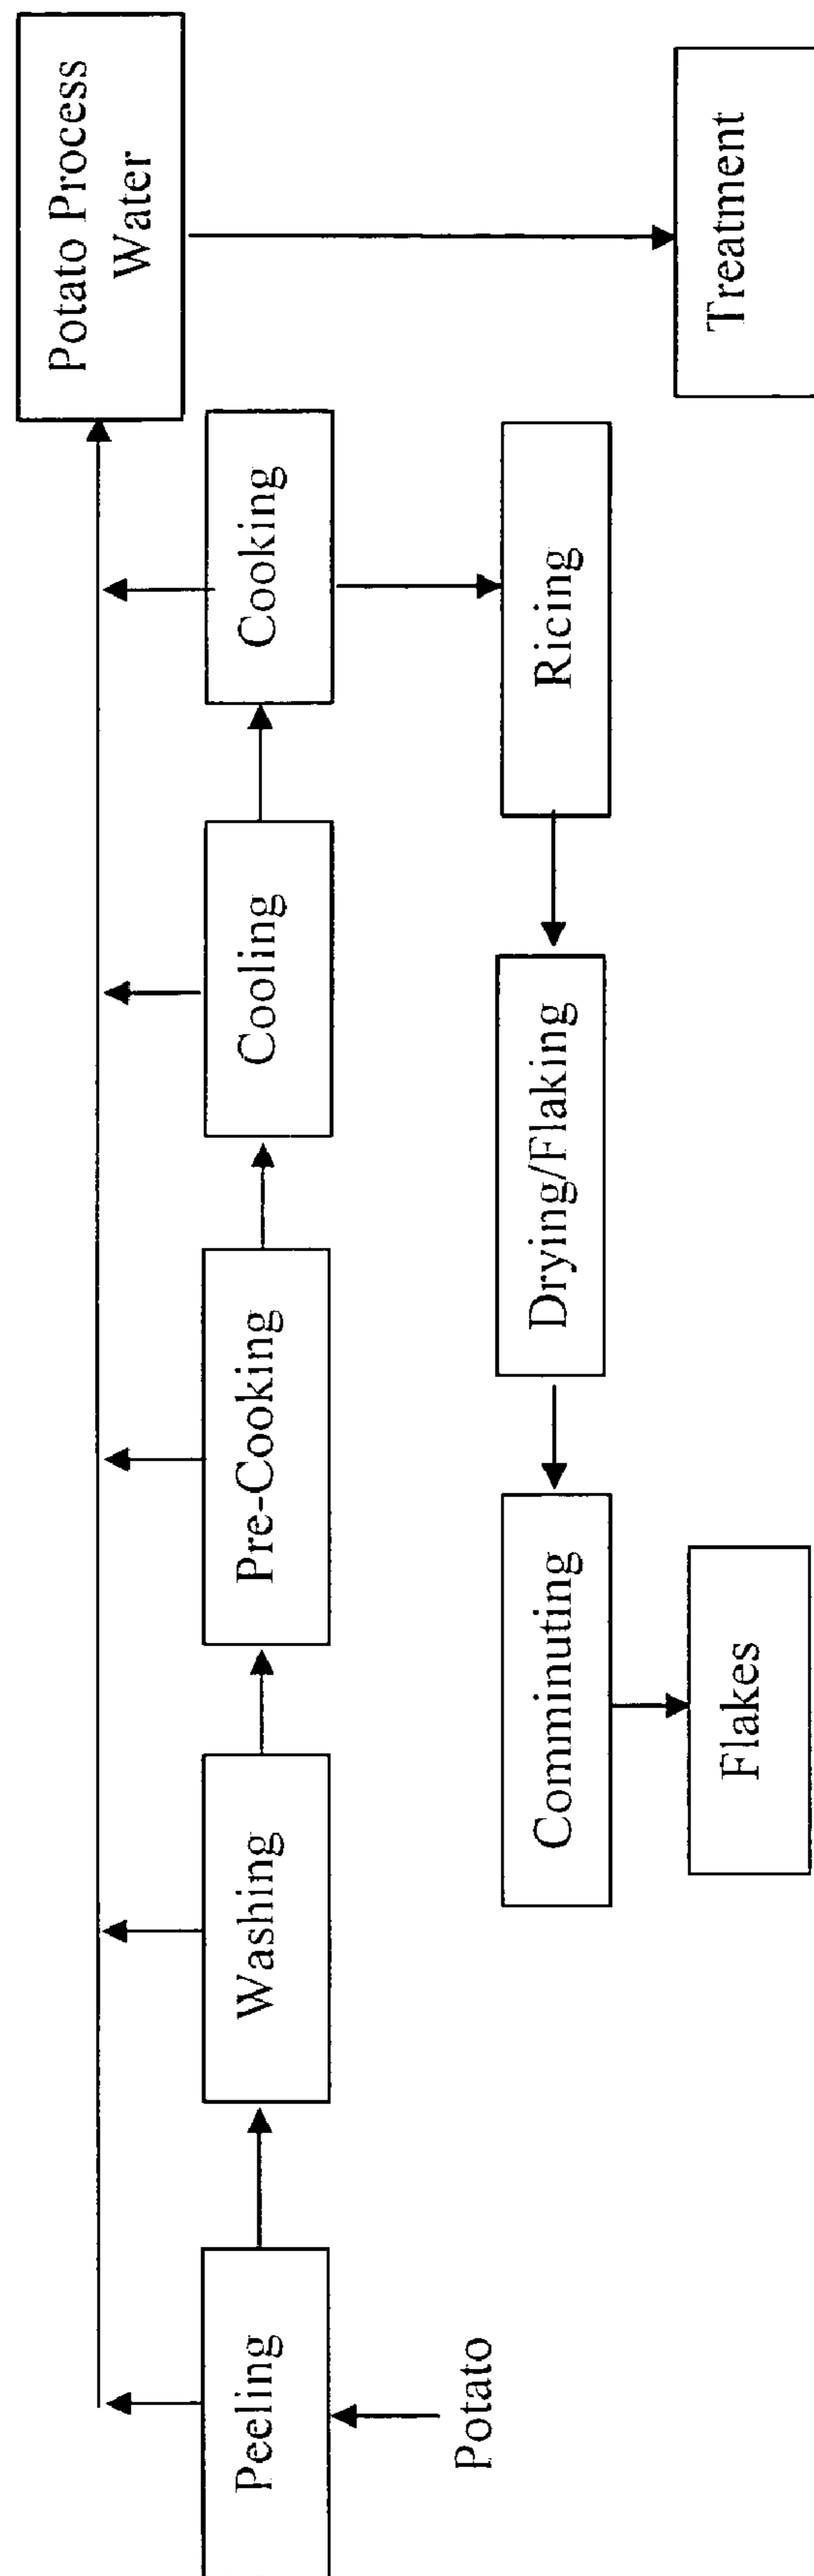 Potato Process
Water
Peeling
Washing
Pre-Cooking
Cooling
Cooking
Potato
Comminuting
Drying/Flaking
Ricing
Flakes
Treatment